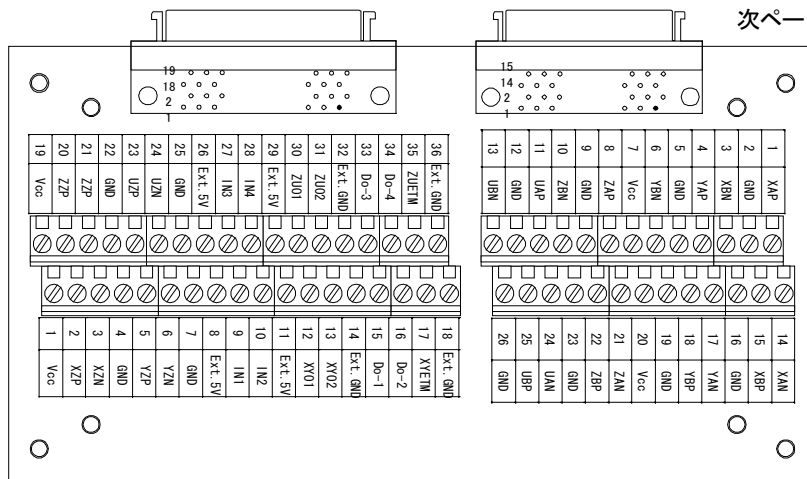 次ペー
19
18
2
1
15
14
2
1
19 20 21 22 23 24 25 26 27 28 29 30 31 32 33 34 35 36
Vcc ZZP ZZP GND UZP UZN GND Ext.5V IN3 IN4 Ext.5V ZUO1 ZUO2 Ext.GND Do-3 Do-4 ZUETM Ext.GND
13 12 11 10 9 8 7 6 5 4 3 2 1
UBN GND UAP ZBN GND ZAP Vcc YBN GND YAP XBN GND XAP
1 2 3 4 5 6 7 8 9 10 11 12 13 14 15 16 17 18
Vcc XZP XZN GND YZP YZN GND Ext.5V IN1 IN2 Ext.5V XYO1 XYO2 Ext.GND Do-1 Do-2 XYETM Ext.GND
26 25 24 23 22 21 20 19 18 17 16 15 14
GND UBP UAN GND ZBP ZAN Vcc GND YBP YAN GND XBP XAN